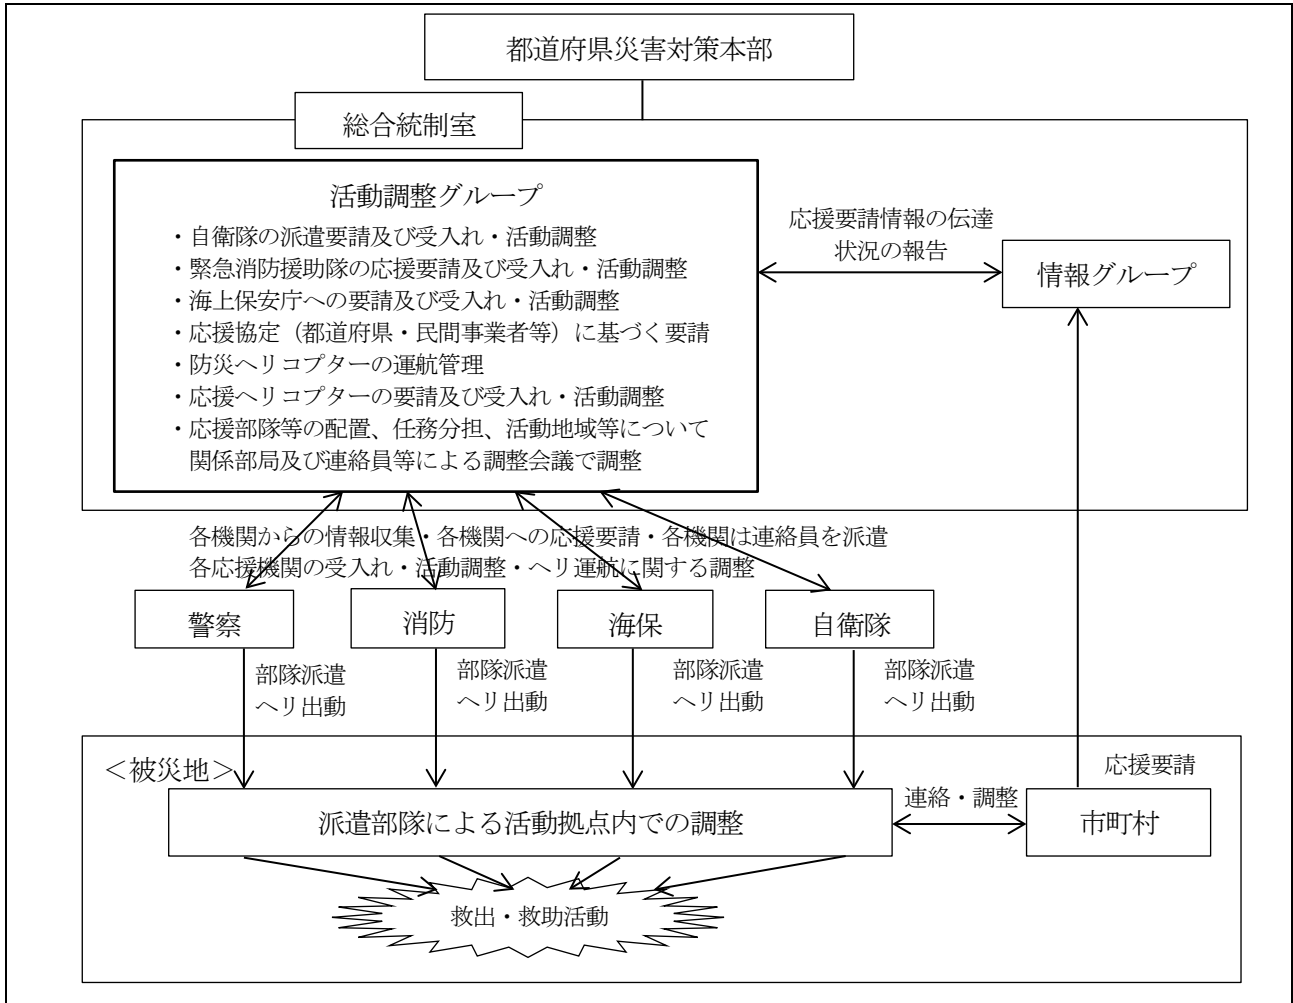 都道府県災害対策本部
総合統制室
活動調整グループ
・自衛隊の派遣要請及び受入れ・活動調整
・緊急消防援助隊の応援要請及び受入れ・活動調整
・海上保安庁への要請及び受入れ・活動調整
・応援協定（都道府県・民間事業者等）に基づく要請
・防災ヘリコプターの運航管理
・応援ヘリコプターの要請及び受入れ・活動調整
・応援部隊等の配置、任務分担、活動地域等について
関係部局及び連絡員等による調整会議で調整
応援要請情報の伝達
状況の報告
情報グループ
各機関からの情報収集・各機関への応援要請・各機関は連絡員を派遣
各応援機関の受入れ・活動調整・ヘリ運航に関する調整
警察
消防
海保
自衛隊
部隊派遣
ヘリ出動
部隊派遣
ヘリ出動
部隊派遣
ヘリ出動
部隊派遣
ヘリ出動
＜被災地＞
応援要請
連絡・調整
派遣部隊による活動拠点内での調整
市町村
救出・救助活動